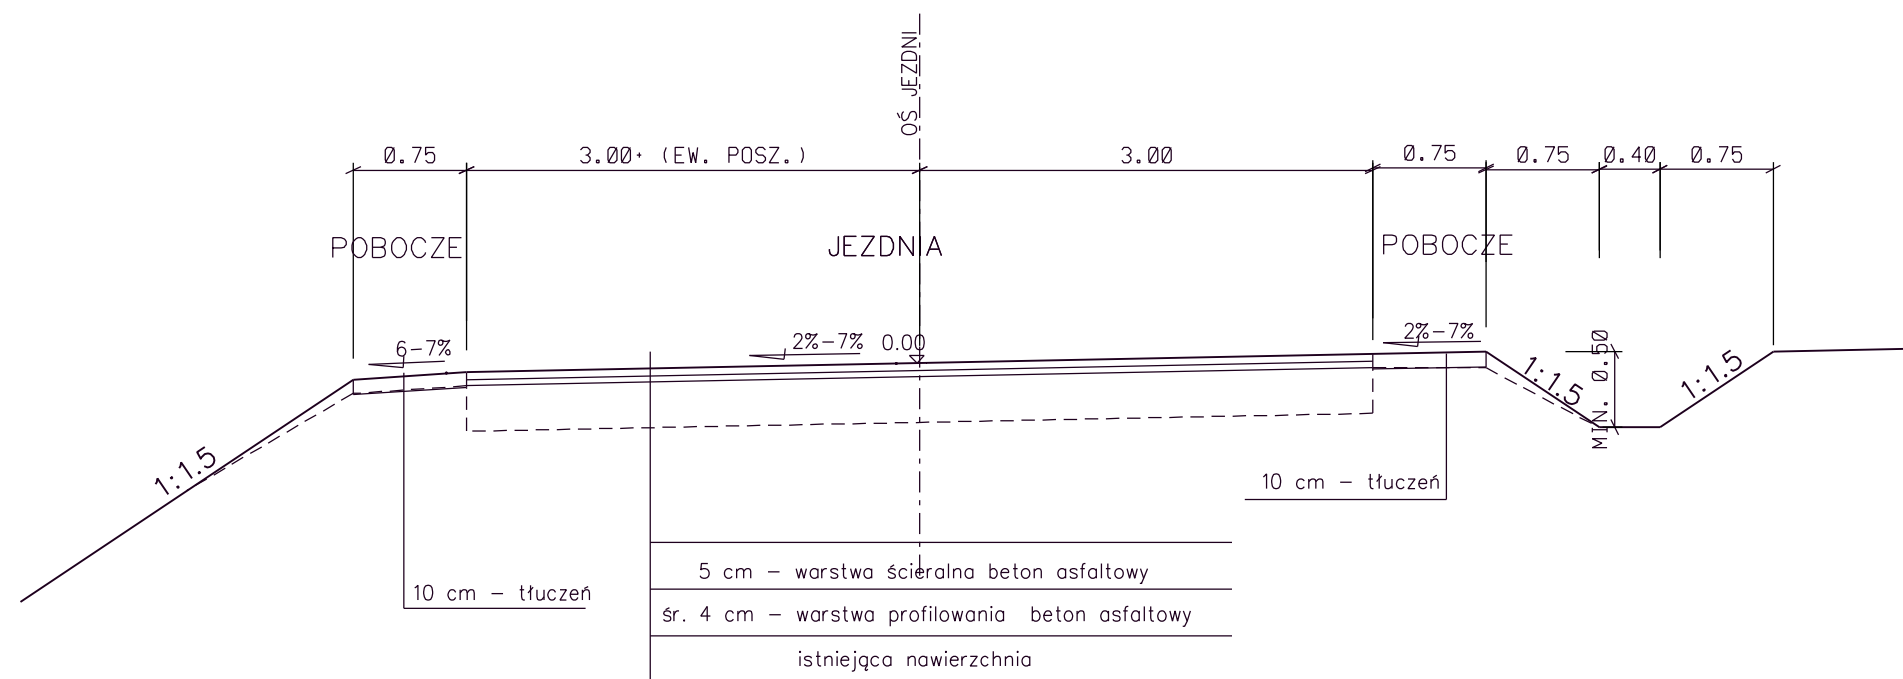 OŚ JEZDNI
0.75
3.00+ (EW. POSZ.)
3.00
0.75
0.75
0.40
0.75
POBOCZE
JEZDNIA
POBOCZE
6-7%
2%-7%
0.00
2%-7%
1:1.5
MIN. 0.50
1:1.5
1:1.5
10 cm - tłuczeń
5 cm - warstwa ścieralna beton asfaltowy
10 cm - tłuczeń
śr. 4 cm - warstwa profilowania beton asfaltowy
istniejąca nawierzchnia